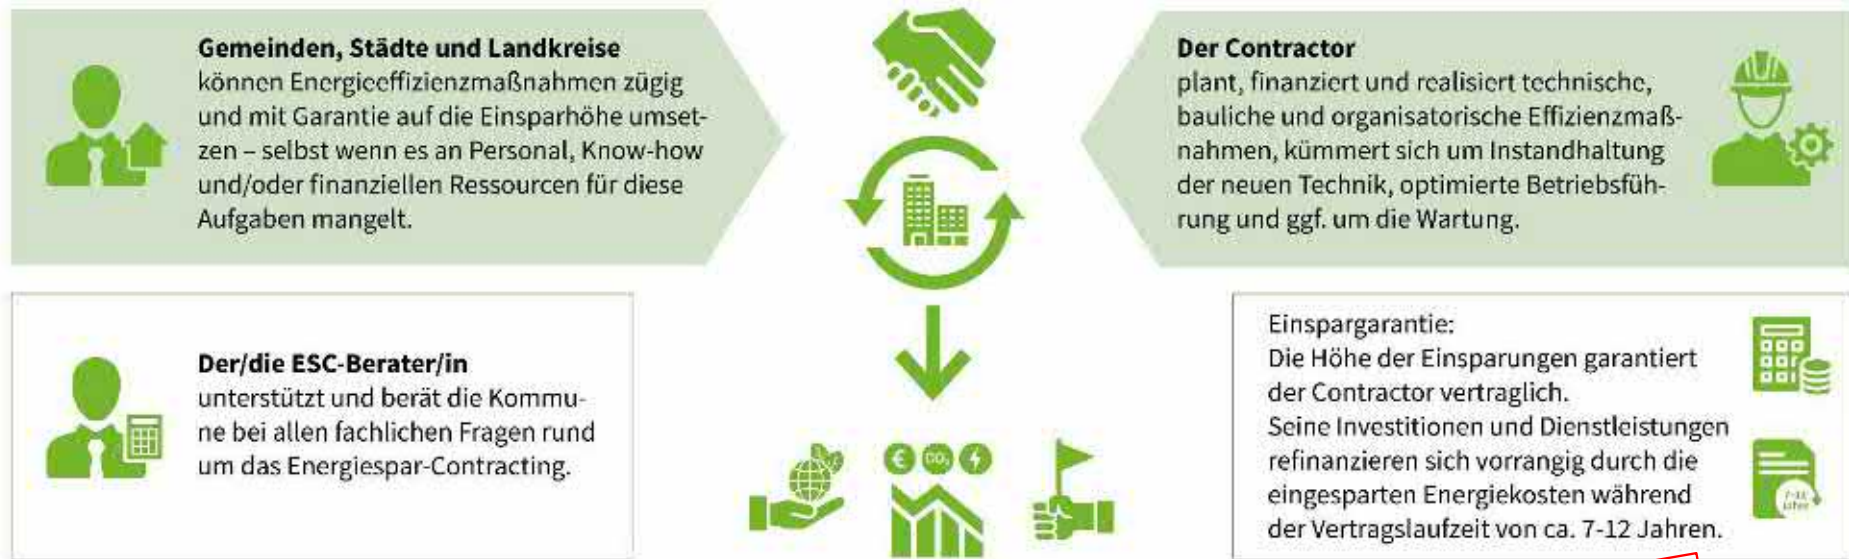 Gemeinden, Städte und Landkreise
können Energieeffizienzmaßnahmen zügig
und mit Garantie auf die Einsparhöhe umset-
zen – selbst wenn es an Personal, Know-how
und/oder finanziellen Ressourcen für diese
Aufgaben mangelt.
Der Contractor
plant, finanziert und realisiert technische,
bauliche und organisatorische Effizienzmaß-
nahmen, kümmert sich um Instandhaltung
der neuen Technik, optimierte Betriebsfüh-
rung und ggf. um die Wartung.
Der/die ESC-Berater/in
unterstützt und berät die Kommu-
ne bei allen fachlichen Fragen rund
um das Energiespar-Contracting.
€ CO₂
Einspargarantie:
Die Höhe der Einsparungen garantiert
der Contractor vertraglich.
Seine Investitionen und Dienstleistungen
refinanzieren sich vorrangig durch die
eingesparten Energiekosten während
der Vertragslaufzeit von ca. 7-12 Jahren.
7-12
Jahre